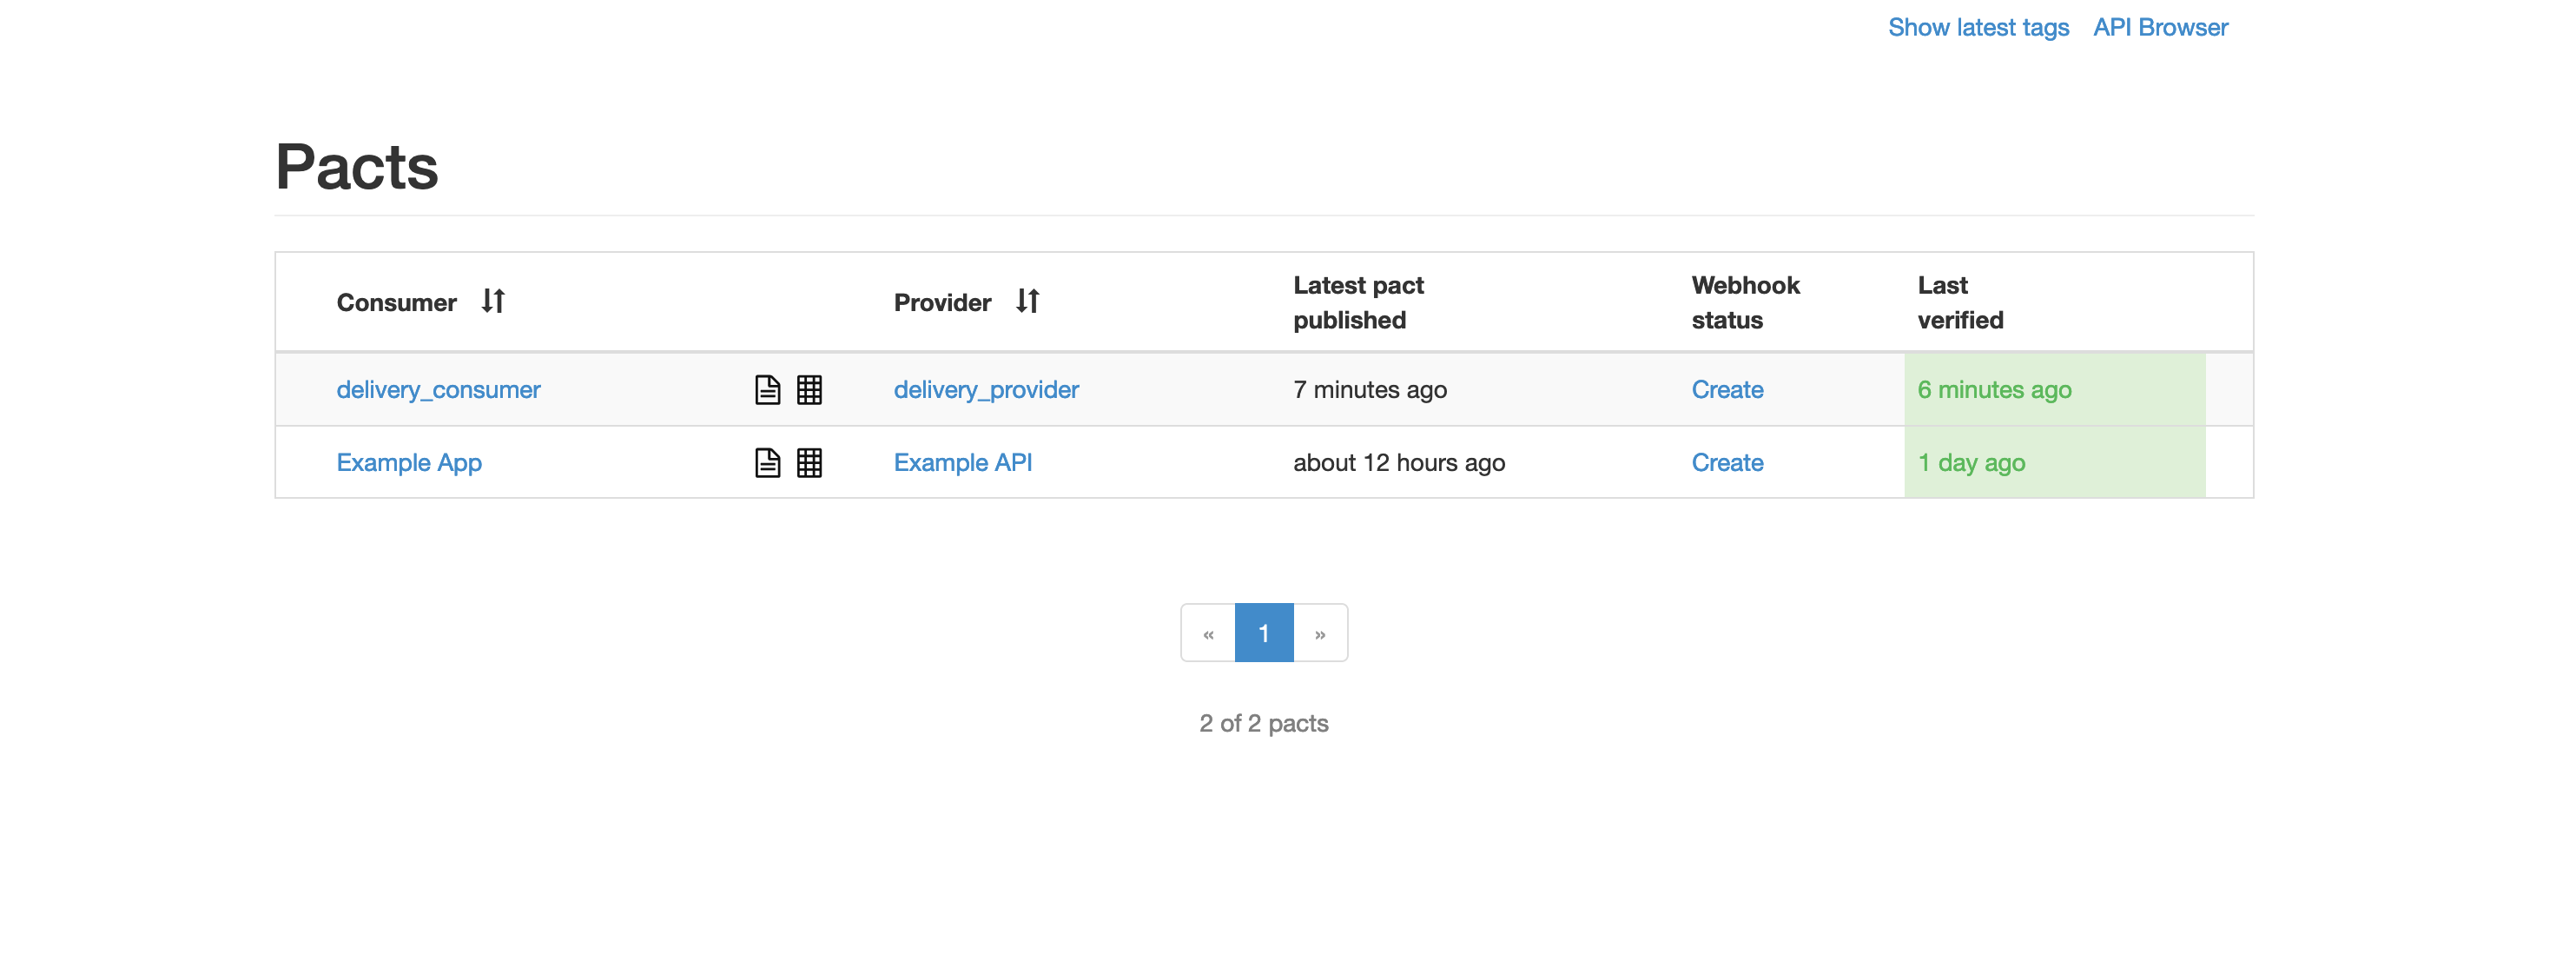 Show latest tags API Browser
Pacts
Consumer Provider Latest pact published Webhook status Last verified
delivery_consumer delivery_provider 7 minutes ago Create 6 minutes ago
Example App Example API about 12 hours ago Create 1 day ago
« 1 »
2 of 2 pacts